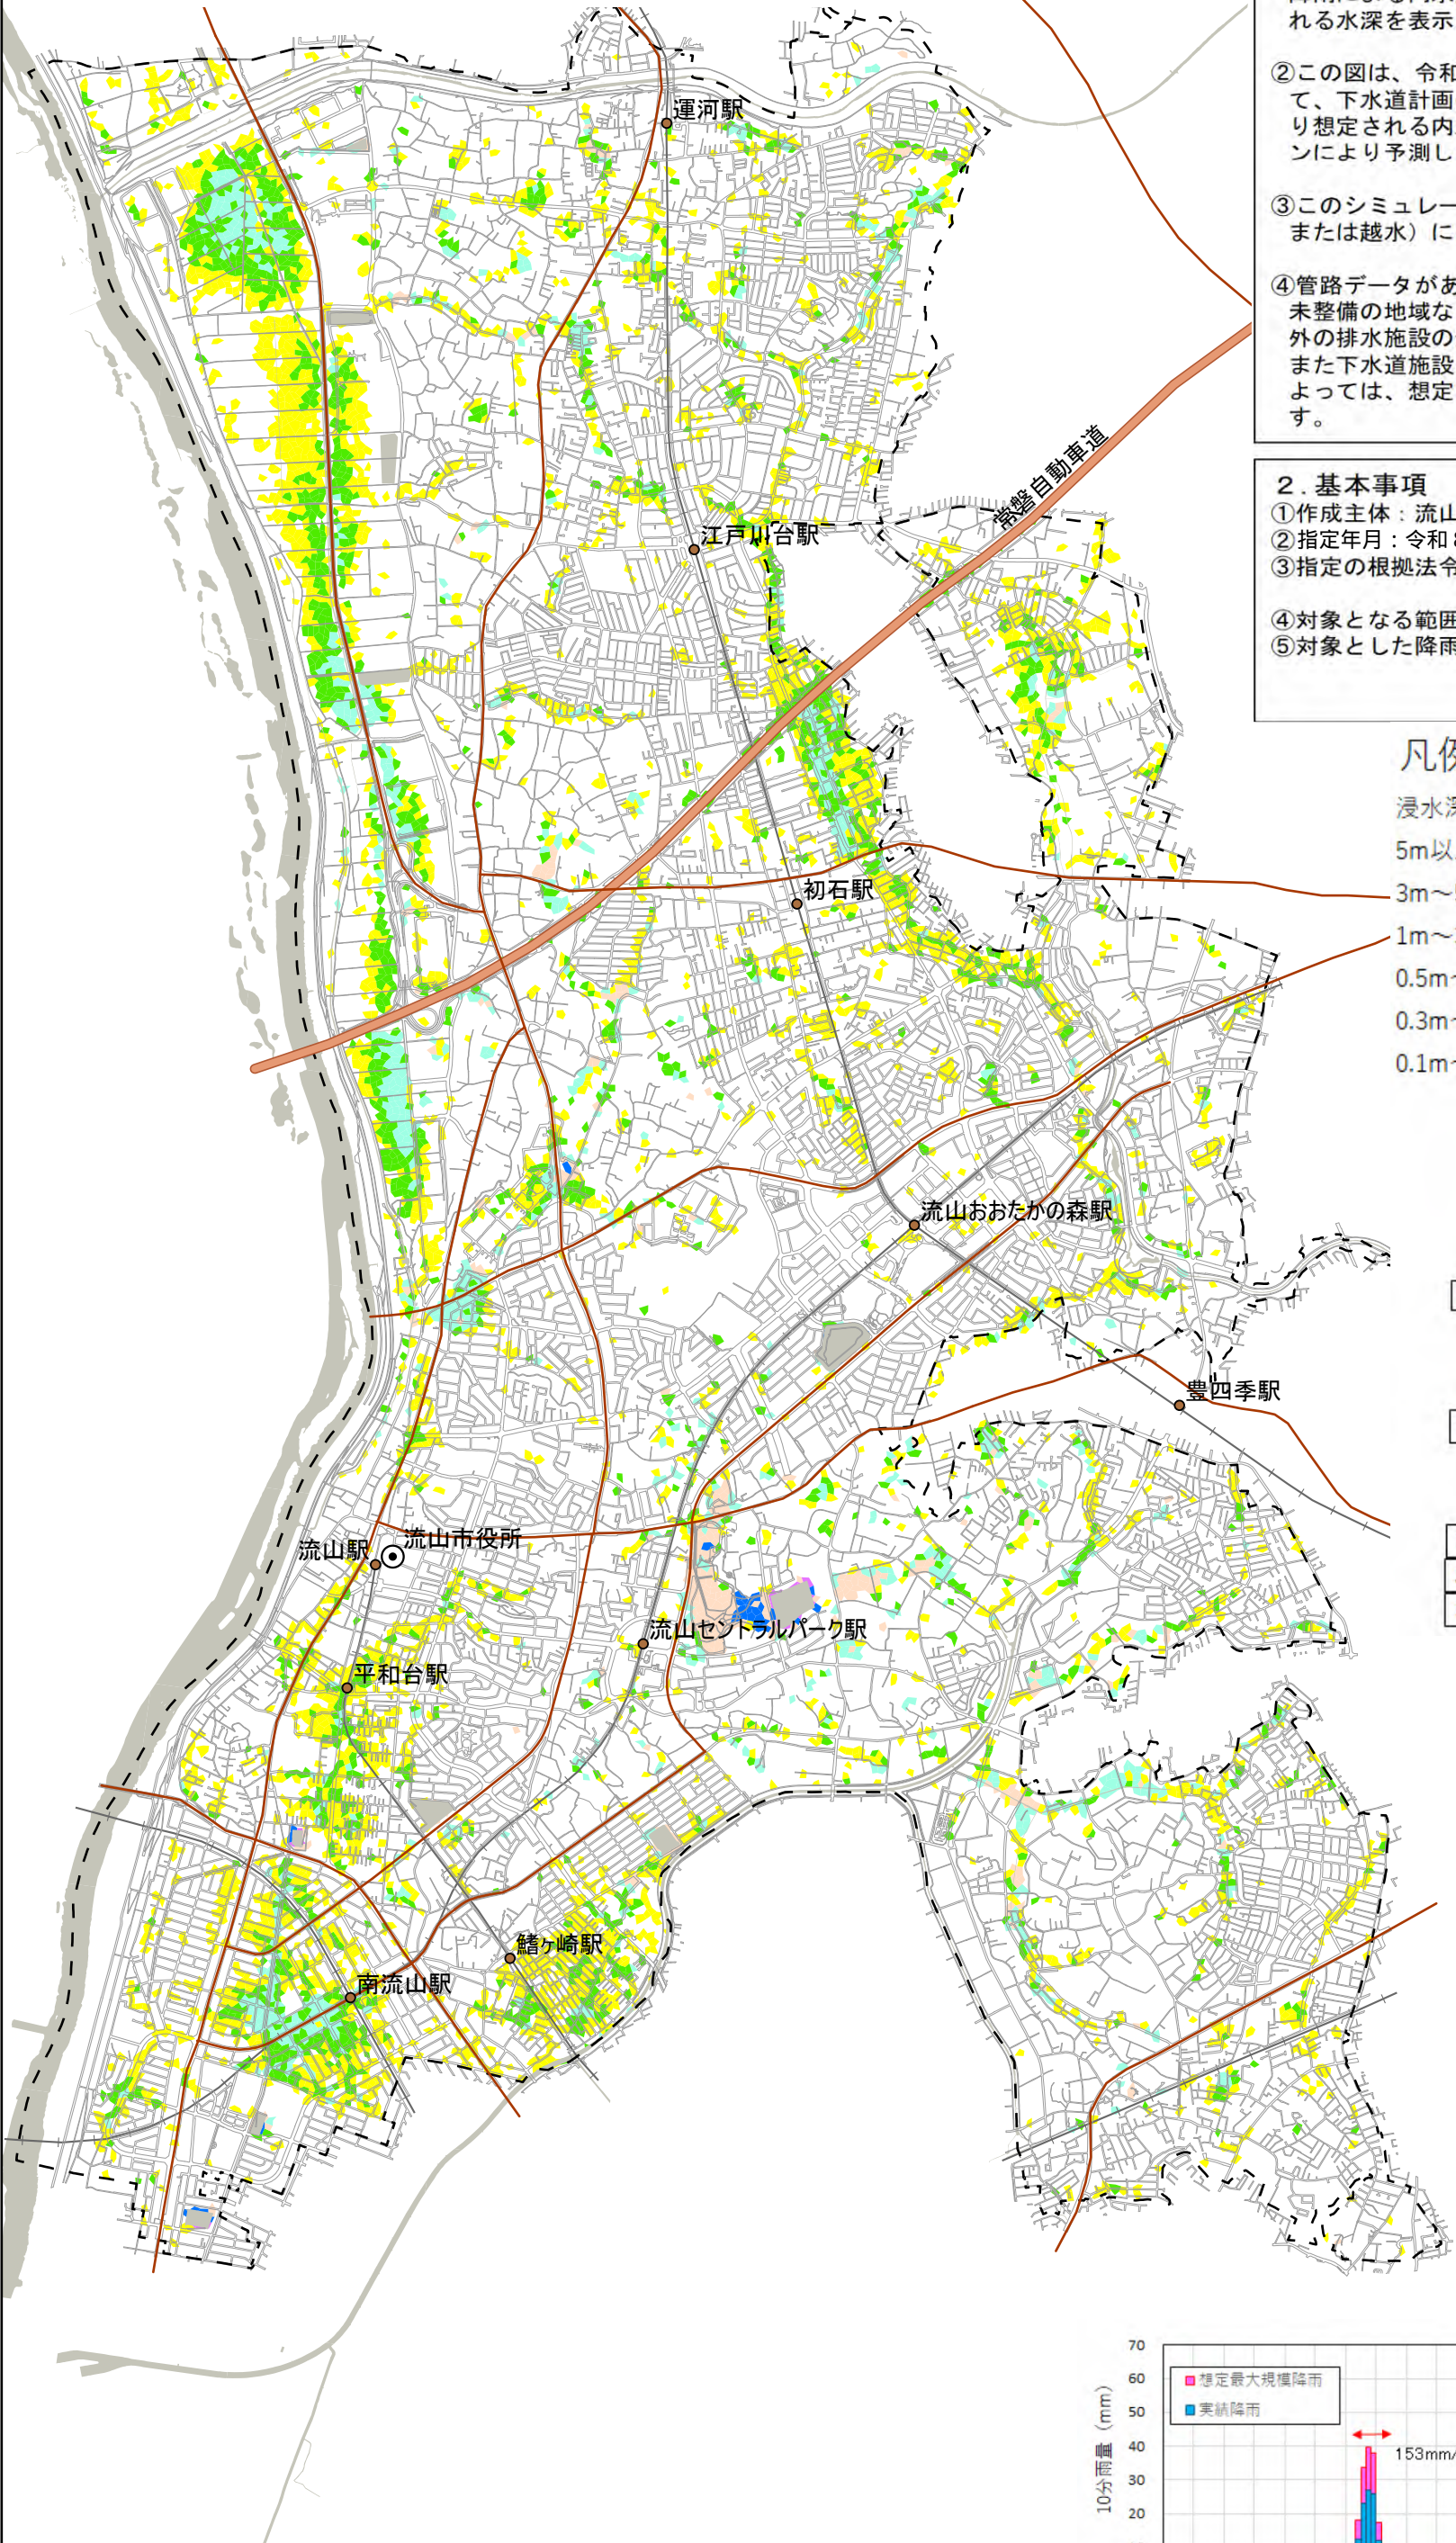 れる水深を表示
②この図は、令和
て、下水道計画
り想定される内
ンにより予測し
③このシミュレー
または越水）に
④管路データがあ
未整備の地域な
外の排水施設の
また下水道施設
よっては、想定
す。
2．基本事項
①作成主体：流山
②指定年月：令和
③指定の根拠法令
④対象となる範囲
⑤対象とした降雨
凡例
浸水深
5m以
3m～
1m～
0.5m
0.3m
0.1m
運河駅
江戸川台駅
常磐自動車道
初石駅
流山おおたかの森駅
豊四季駅
流山駅
流山市役所
流山セントラルパーク駅
平和台駅
鰭ヶ崎駅
南流山駅
10分雨量（mm）
70
60
50
40
30
20
想定最大規模降雨
実績降雨
153mm/